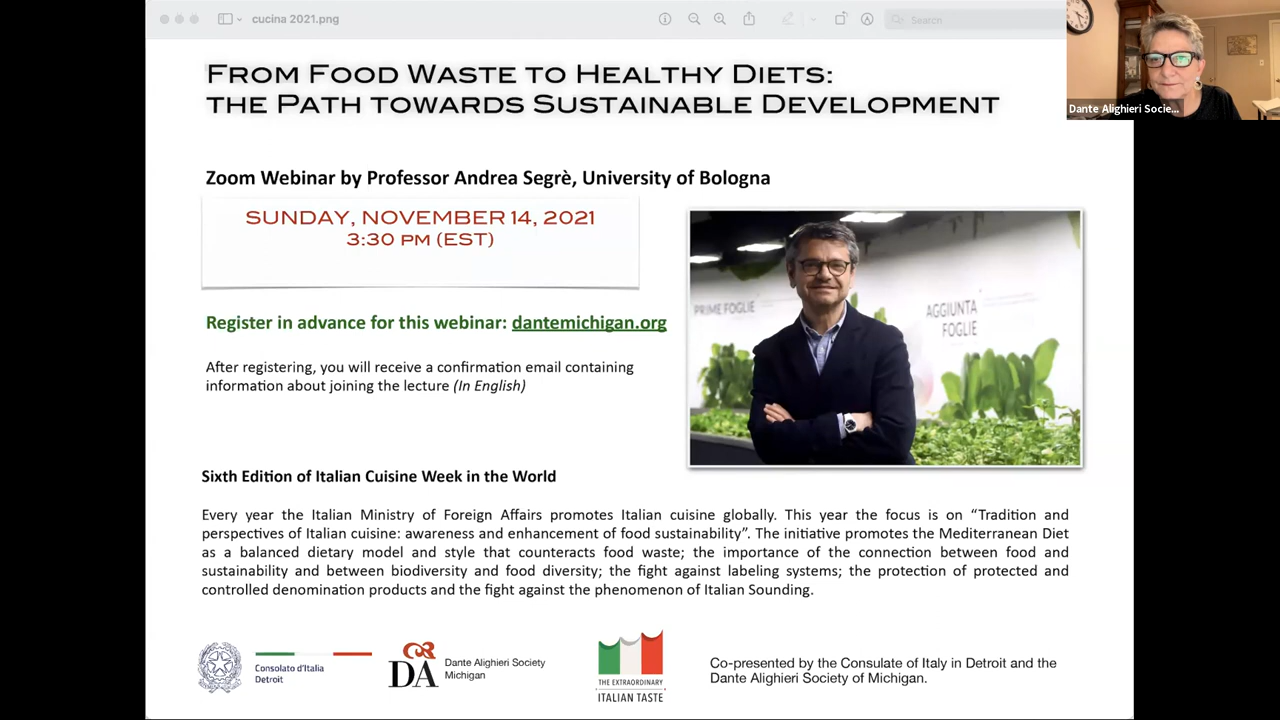 cucina 2021.png
Search
Dante Alighieri Socie...
FROM FOOD WASTE TO HEALTHY DIETS:
THE PATH TOWARDS SUSTAINABLE DEVELOPMENT
Zoom Webinar by Professor Andrea Segrè, University of Bologna
SUNDAY, NOVEMBER 14, 2021
3:30 PM (EST)
PRIME FOGLIE
AGGIUNTA
FOGLIE
Register in advance for this webinar: dantemichigan.org
After registering, you will receive a confirmation email containing
information about joining the lecture (In English)
Sixth Edition of Italian Cuisine Week in the World
Every year the Italian Ministry of Foreign Affairs promotes Italian cuisine globally. This year the focus is on “Tradition and
perspectives of Italian cuisine: awareness and enhancement of food sustainability”. The initiative promotes the Mediterranean Diet
as a balanced dietary model and style that counteracts food waste; the importance of the connection between food and
sustainability and between biodiversity and food diversity; the fight against labeling systems; the protection of protected and
controlled denomination products and the fight against the phenomenon of Italian Sounding.
Consolato d'Italia
Detroit
DA
Dante Alighieri Society
Michigan
THE EXTRAORDINARY
ITALIAN TASTE
Co-presented by the Consulate of Italy in Detroit and the
Dante Alighieri Society of Michigan.